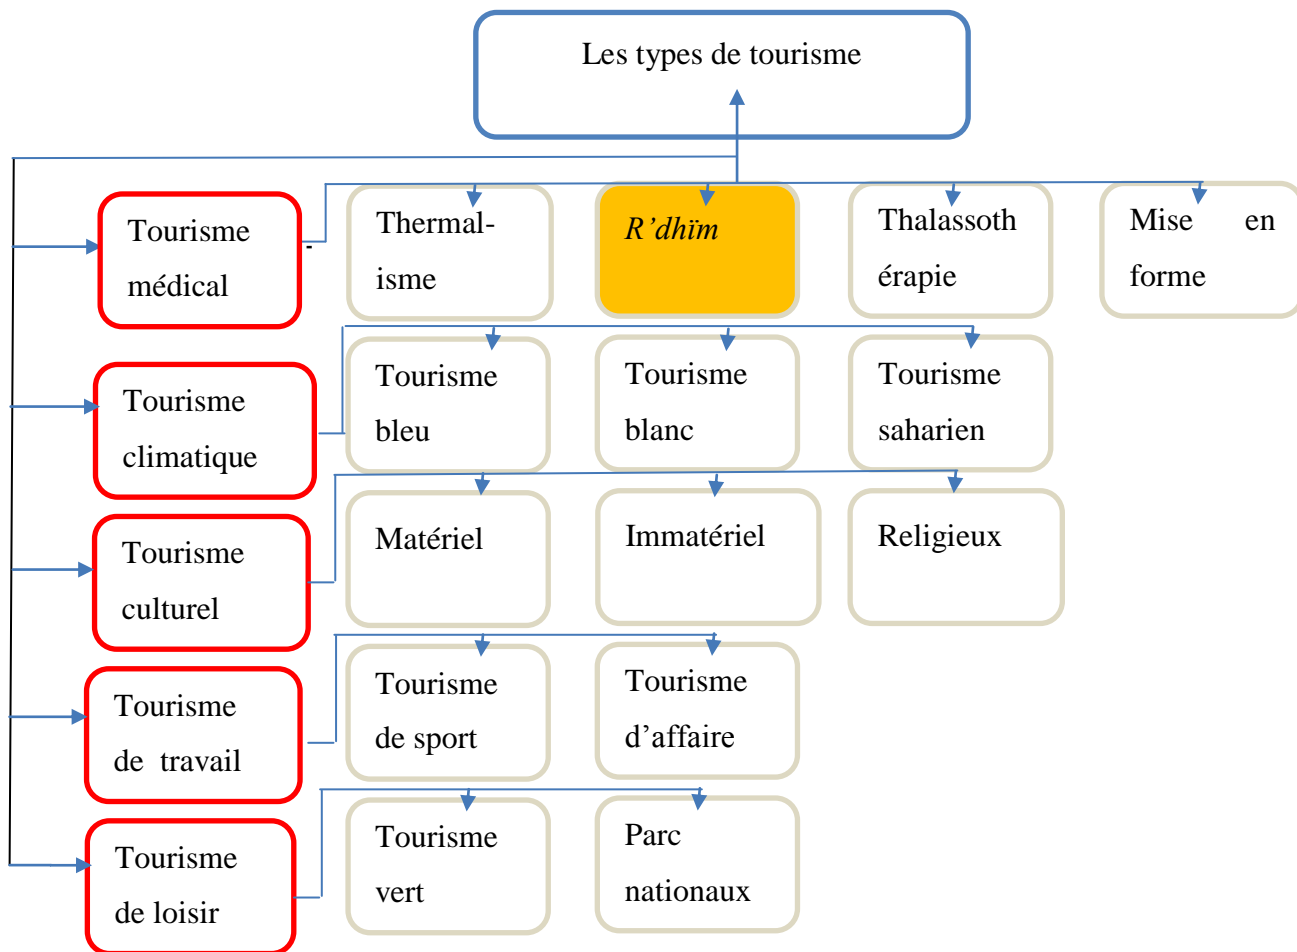 Les types de tourisme
Tourisme
médical
-
Thermal-
isme
R’dhïm
Thalassoth
érapie
Mise en
forme
Tourisme
climatique
Tourisme
bleu
Tourisme
blanc
Tourisme
saharien
Tourisme
culturel
Matériel
Immatériel
Religieux
Tourisme
de travail
Tourisme
de sport
Tourisme
d’affaire
Tourisme
de loisir
Tourisme
vert
Parc
nationaux